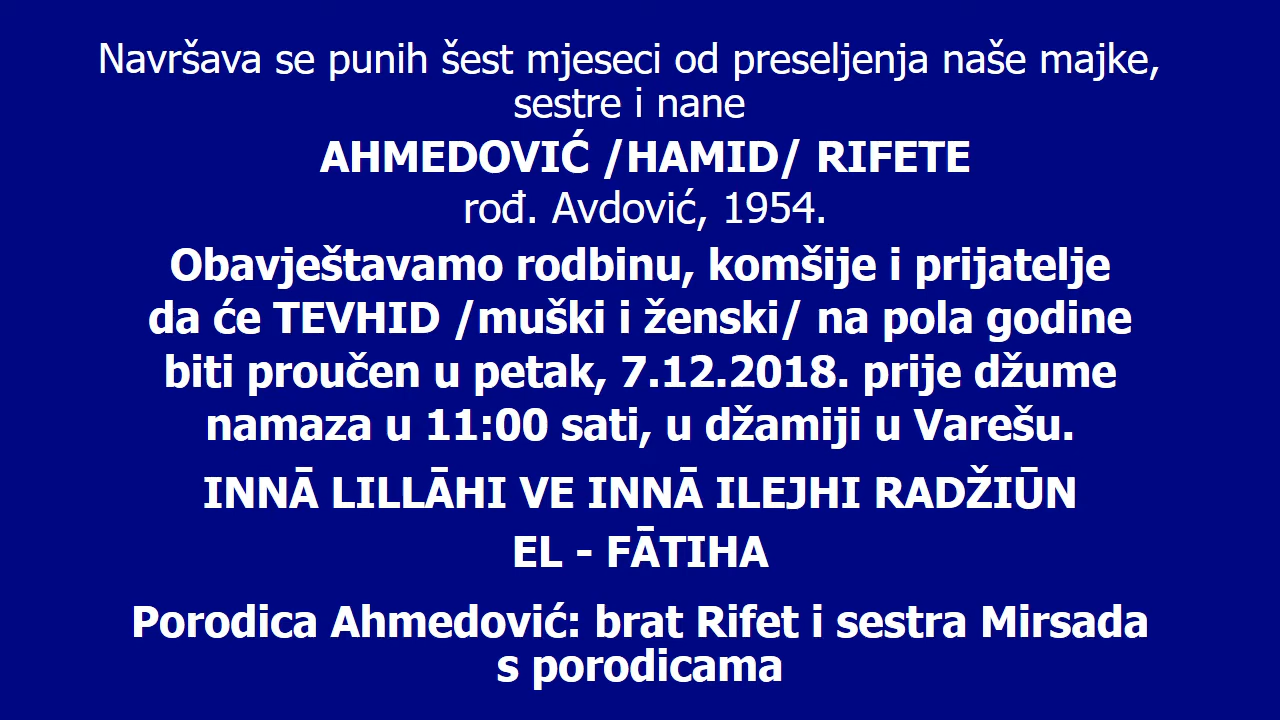 Navršava se punih šest mjeseci od preseljenja naše majke,
sestre i nane
AHMEDOVIĆ /HAMID/ RIFETE
rođ. Avdović, 1954.
Obavještavamo rodbinu, komšije i prijatelje
da će TEVHID /muški i ženski/ na pola godine
biti proučen u petak, 7.12.2018. prije džume
namaza u 11:00 sati, u džamiji u Varešu.
INNĀ LILLĀHI VE INNĀ ILEJHI RADŽIŪN
EL - FĀTIHA
Porodica Ahmedović: brat Rifet i sestra Mirsada
s porodicama